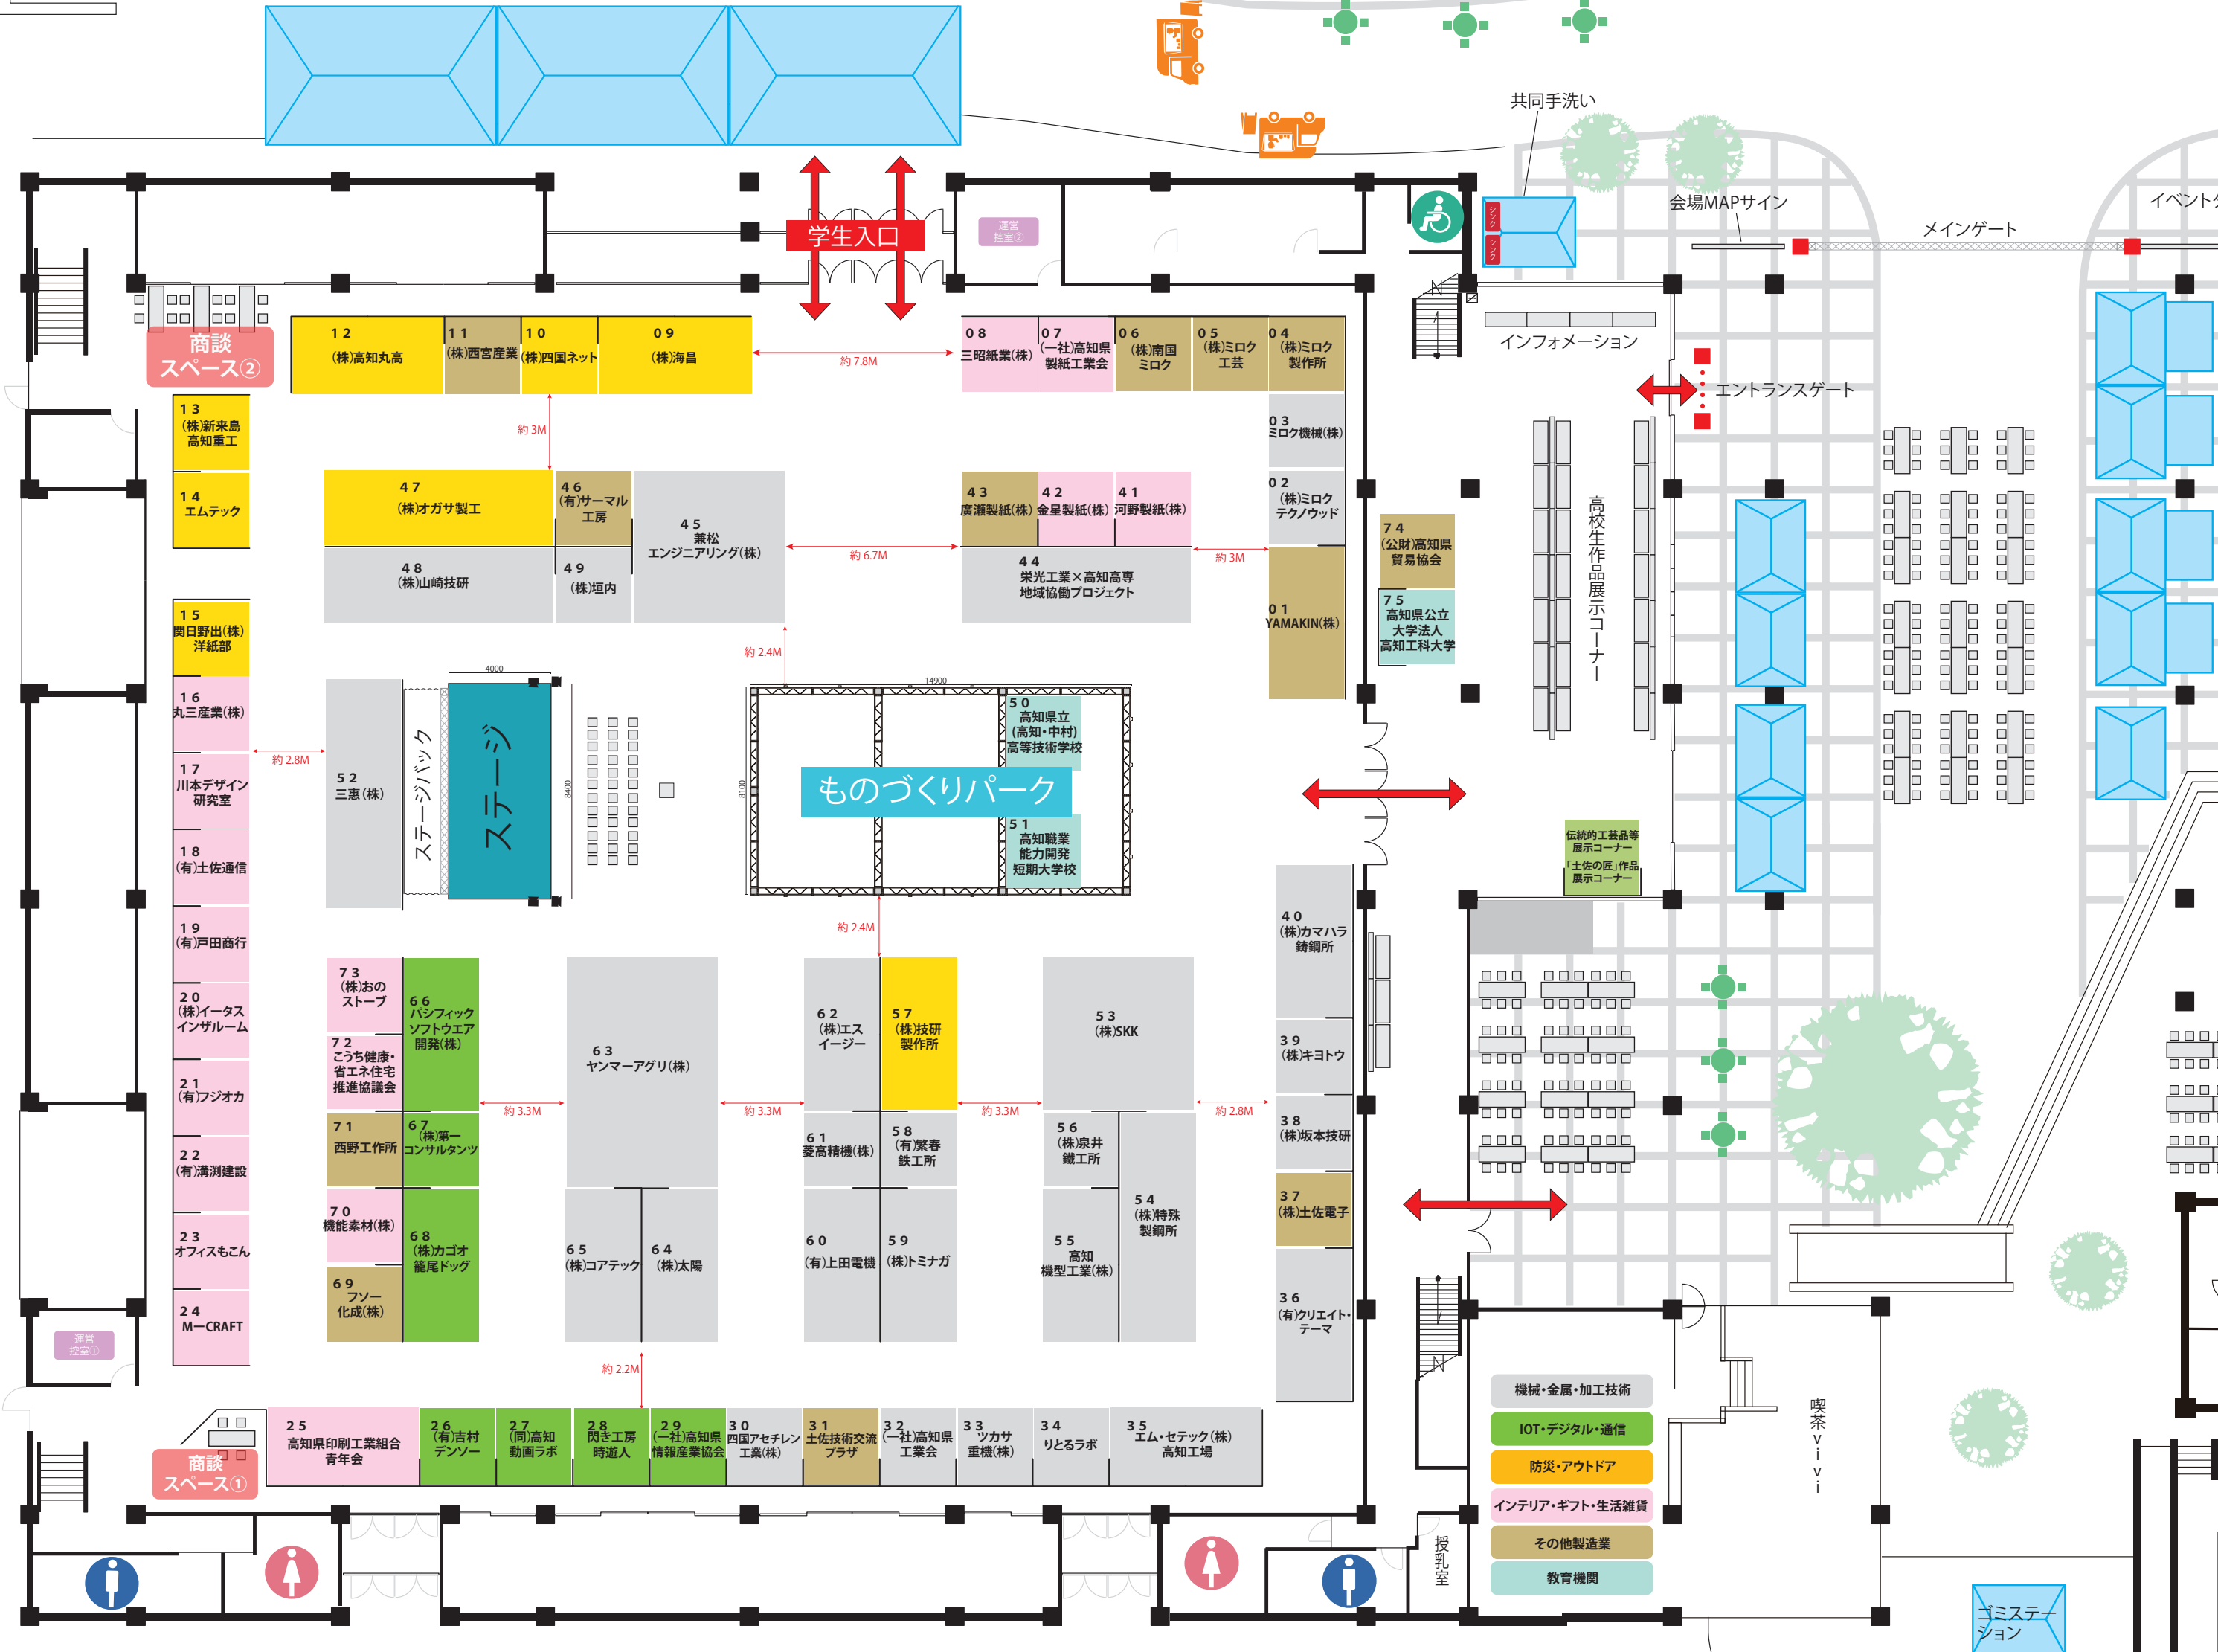 共同手洗い
シンク
シンク
会場MAPサイン
メインゲート
学生入口
運営
控室②
インフォメーション
エントランスゲート
商談
スペース②
12
(株)高知丸高
11
(株)西宮産業
10
(株)四国ネット
09
(株)海昌
約 7.8M
08
三昭紙業(株)
07
(一社)高知県
製紙工業会
06
(株)南国
ミロク
05
(株)ミロク
工芸
04
(株)ミロク
製作所
03
ミロク機械(株)
02
(株)ミロク
テクノウッド
01
YAMAKIN(株)
約 3M
13
(株)新来島
高知重工
14
エムテック
15
関日野出(株)
洋紙部
16
丸三産業(株)
17
川本デザイン
研究室
18
(有)土佐通信
19
(有)戸田商行
20
(株)イータス
インザルーム
21
(有)フジオカ
22
(有)溝渕建設
23
オフィスもこん
24
MーCRAFT
47
(株)オガサ製工
46
(有)サーマル
工房
45
兼松
エンジニアリング(株)
48
(株)山崎技研
49
(株)垣内
約 6.7M
43
廣瀬製紙(株)
42
金星製紙(株)
41
河野製紙(株)
44
栄光工業×高知高専
地域協働プロジェクト
約 3M
74
(公財)高知県
貿易協会
75
高知県公立
大学法人
高知工科大学
高校生作品展示コーナー
約 2.4M
約 2.8M
52
三惠(株)
ステージバック
ステージ
4000
8400
14900
8100
ものづくりパーク
50
高知県立
(高知・中村)
高等技術学校
51
高知職業
能力開発
短期大学校
伝統的工芸品等
展示コーナー
「土佐の匠」作品
展示コーナー
約 2.4M
40
(株)カマハラ
鋳鋼所
39
(株)キヨトウ
38
(株)坂本技研
37
(株)土佐電子
36
(有)クリエイト・
テーマ
73
(株)おの
ストーブ
72
こうち健康・
省エネ住宅
推進協議会
71
西野工作所
70
機能素材(株)
69
フソー
化成(株)
66
パシフィック
ソフトウエア
開発(株)
67
(株)第一
コンサルタンツ
68
(株)カゴオ
籠尾ドッグ
約 3.3M
63
ヤンマーアグリ(株)
65
(株)コアテック
64
(株)太陽
約 3.3M
62
(株)エス
イージー
57
(株)技研
製作所
61
菱高精機(株)
58
(有)繁春
鉄工所
60
(有)上田電機
59
(株)トミナガ
約 3.3M
53
(株)SKK
56
(株)泉井
鐵工所
54
(株)特殊
製鋼所
55
高知
機型工業(株)
約 2.8M
約 2.2M
運営
控室①
商談
スペース①
25
高知県印刷工業組合
青年会
26
(有)吉村
デンソー
27
(同)高知
動画ラボ
28
閃き工房
時遊人
29
(一社)高知県
情報産業協会
30
四国アセチレン
工業(株)
31
土佐技術交流
プラザ
32
(一社)高知県
工業会
33
ツカサ
重機(株)
34
りとるラボ
35
エム・セテック(株)
高知工場
機械・金属・加工技術
IOT・デジタル・通信
防災・アウトドア
インテリア・ギフト・生活雑貨
その他製造業
教育機関
喫茶vivi
授乳室
ゴミステー
ション